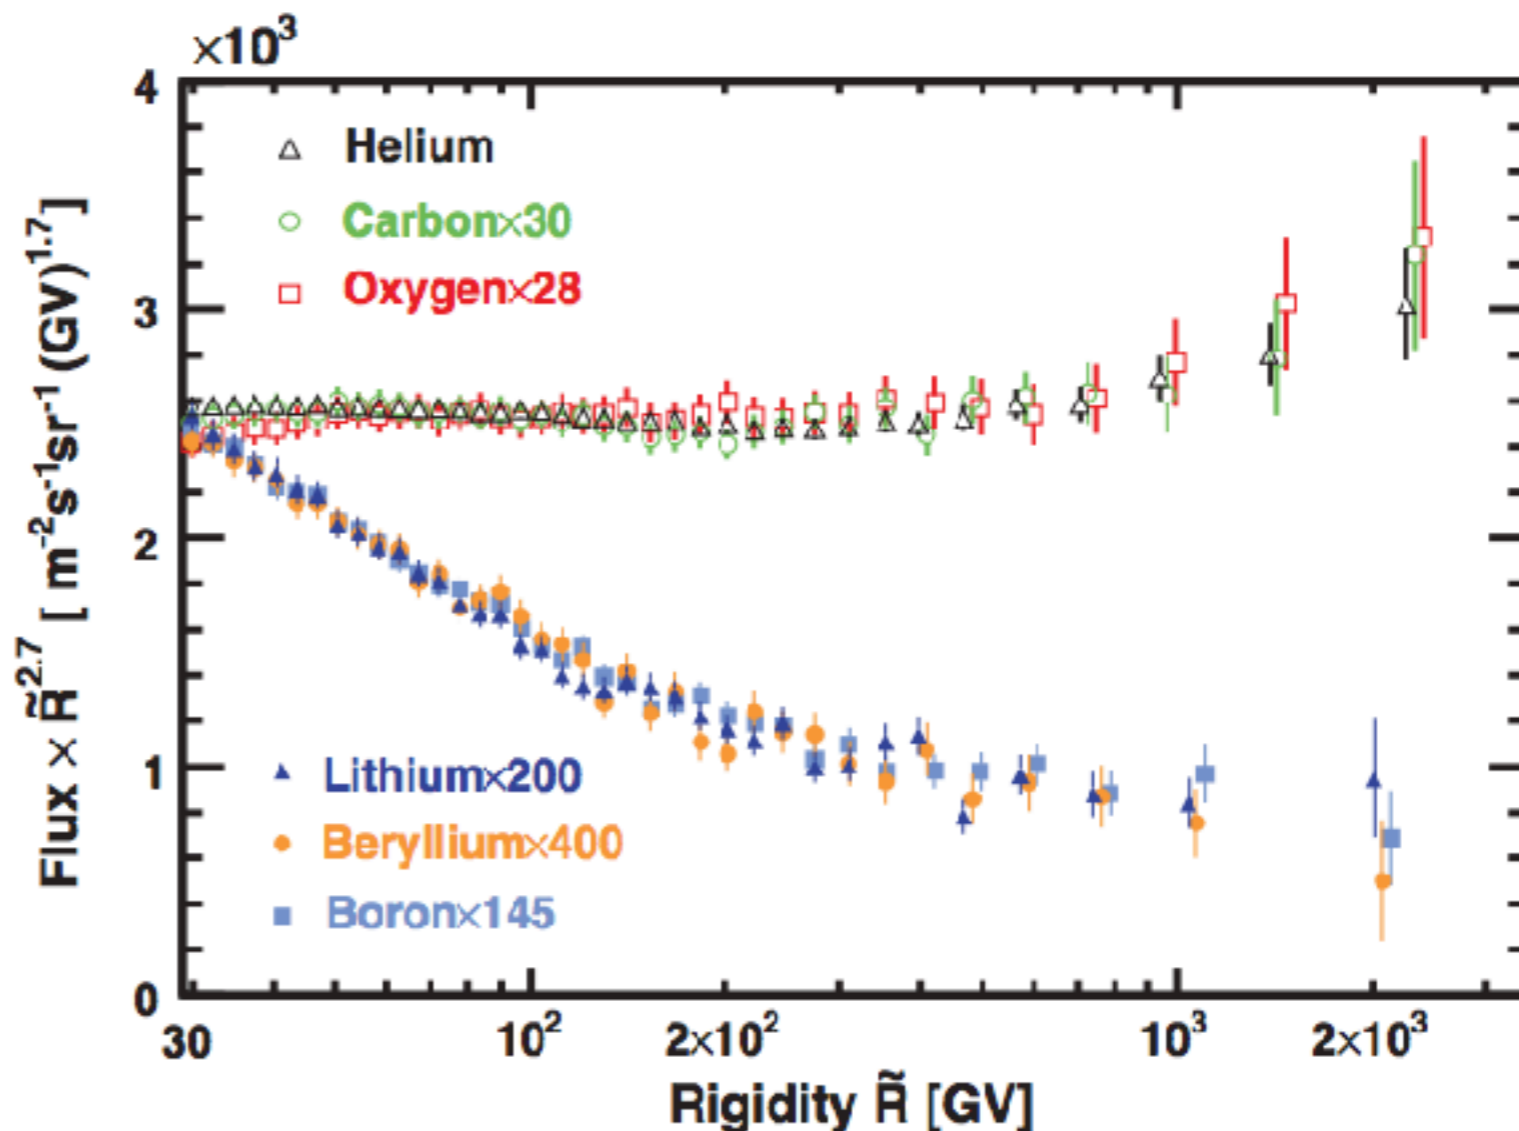 ×10³
4
3
2
1
0
Flux × R̃^2.7 [ m⁻²s⁻¹sr⁻¹(GV)^1.7 ]
Helium
Carbon×30
Oxygen×28
Lithium×200
Beryllium×400
Boron×145
30
10²
2×10²
10³
2×10³
Rigidity R̃ [GV]